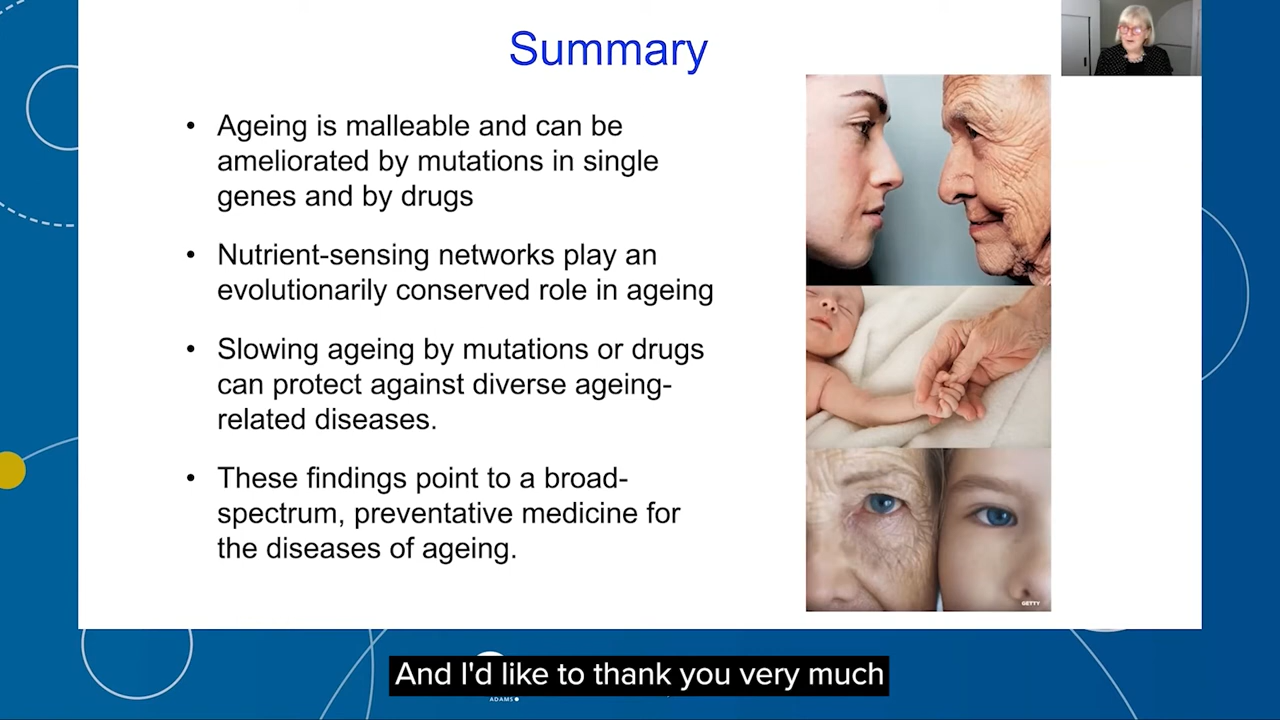 Summary
• Ageing is malleable and can be
ameliorated by mutations in single
genes and by drugs
• Nutrient-sensing networks play an
evolutionarily conserved role in ageing
• Slowing ageing by mutations or drugs
can protect against diverse ageing-
related diseases.
• These findings point to a broad-
spectrum, preventative medicine for
the diseases of ageing.
GETTY
And I'd like to thank you very much
ADAMS